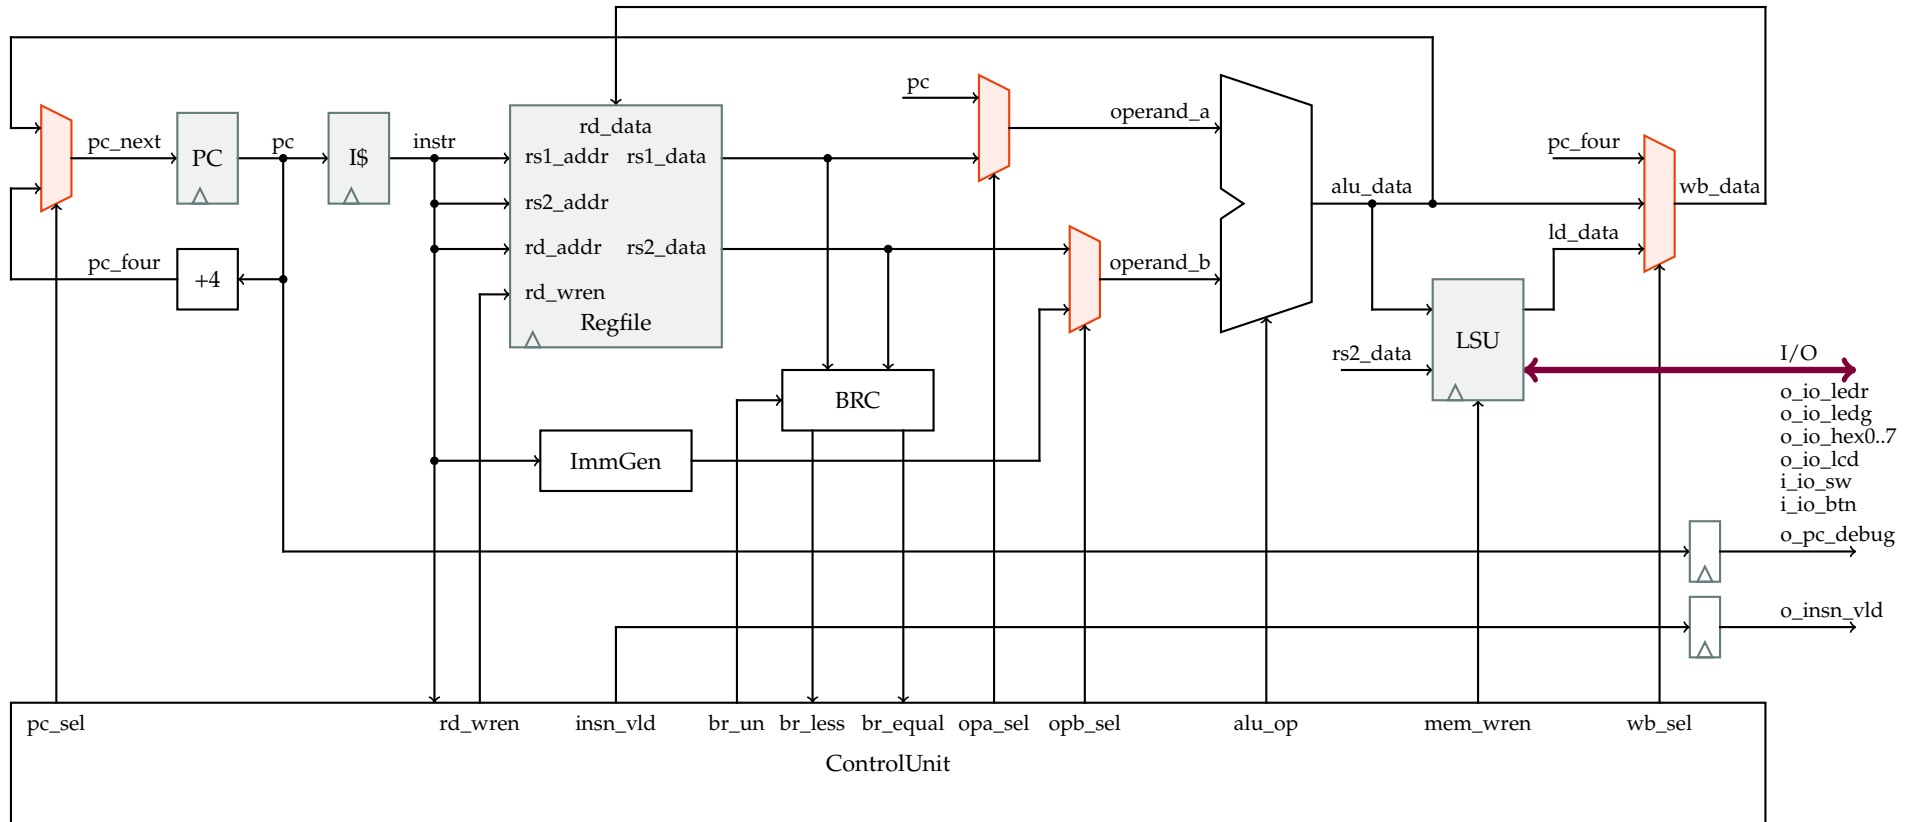 pc
rd_data
operand_a
pc_next
PC
pc
I$
instr
rs1_addr
rs1_data
pc_four
alu_data
wb_data
rs2_addr
ld_data
rd_addr
rs2_data
pc_four
+4
operand_b
rd_wren
Regfile
LSU
rs2_data
I/O
BRC
o_io_ledr
o_io_ledg
o_io_hex0..7
ImmGen
o_io_lcd
i_io_sw
i_io_btn
o_pc_debug
o_insn_vld
pc_sel
rd_wren
insn_vld
br_un
br_less
br_equal
opa_sel
opb_sel
alu_op
mem_wren
wb_sel
ControlUnit